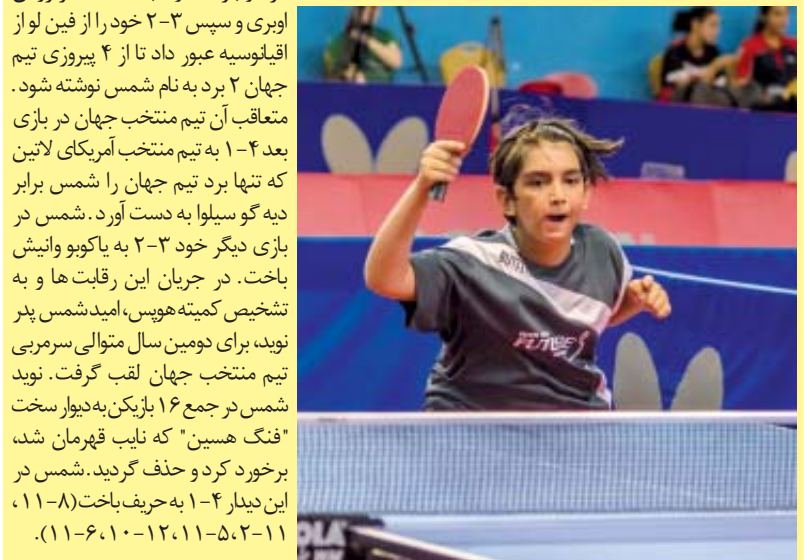 اوبری و سپس ۳-۲ خود را از فین لو از
اقیانوسیه عبور داد تا از ۴ پیروزی تیم
جهان ۲ برد به نام شمس نوشته شود.
متعاقب آن تیم منتخب جهان در بازی
بعد ۴-۱ به تیم منتخب آمریکای لاتین
که تنها برد تیم جهان را شمس برابر
دیه گو سیلوا به دست آورد. شمس در
بازی دیگر خود ۳-۲ به یاکوبو وانیش
باخت. در جریان این رقابت ها و به
تشخیص کمیته هوپس، امید شمس پدر
نوید، برای دومین سال متوالی سرمربی
تیم منتخب جهان لقب گرفت. نوید
شمس در جمع ۱۶ بازیکن به دیوار سخت
"فنگ هسین" که نایب قهرمان شد،
برخورد کرد و حذف گردید. شمس در
این دیدار ۴-۱ به حریف باخت (۸-۱۱،
۱۱-۲، ۵-۱۱، ۱۲-۱۰، ۶-۱۱).
FUTURE